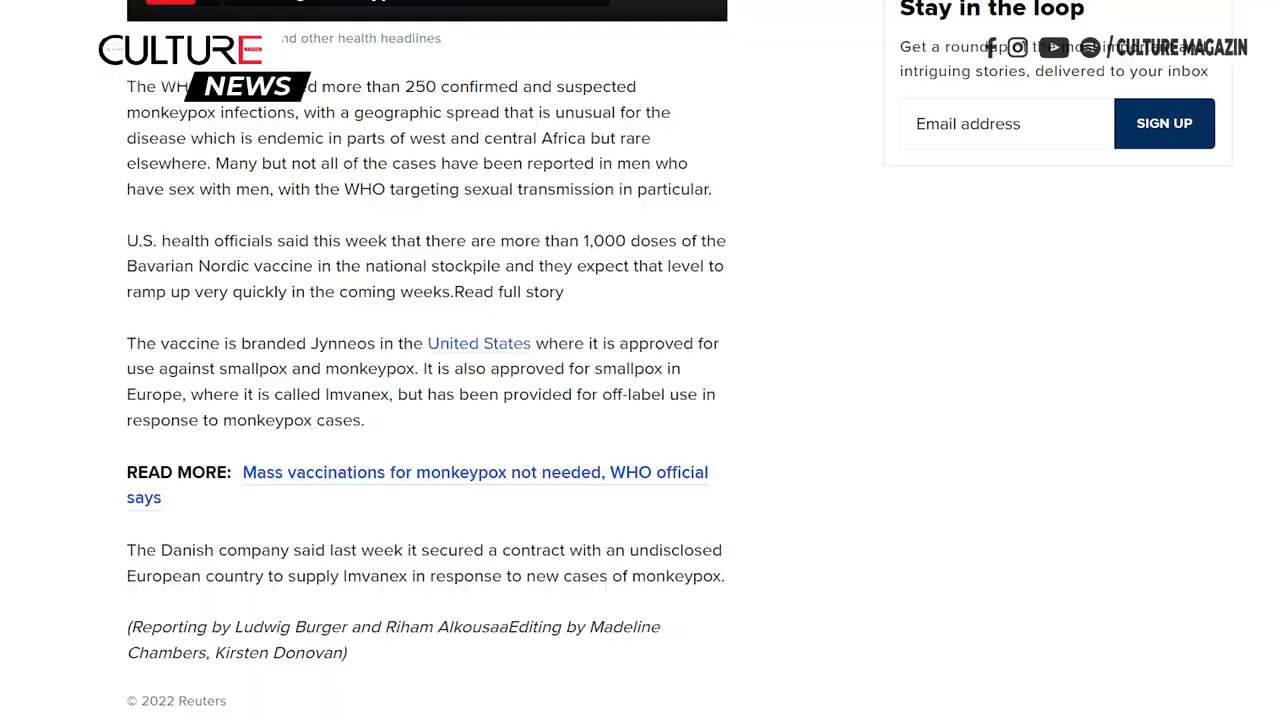 Stay in the loop
CULTURE
MAGAZIN
NEWS
nd other health headlines
/ CULTURE MAGAZIN
Get a roundup of the most important and
intriguing stories, delivered to your inbox
Email address
SIGN UP
The WH d more than 250 confirmed and suspected
monkeypox infections, with a geographic spread that is unusual for the
disease which is endemic in parts of west and central Africa but rare
elsewhere. Many but not all of the cases have been reported in men who
have sex with men, with the WHO targeting sexual transmission in particular.
U.S. health officials said this week that there are more than 1,000 doses of the
Bavarian Nordic vaccine in the national stockpile and they expect that level to
ramp up very quickly in the coming weeks.Read full story
The vaccine is branded Jynneos in the United States where it is approved for
use against smallpox and monkeypox. It is also approved for smallpox in
Europe, where it is called Imvanex, but has been provided for off-label use in
response to monkeypox cases.
READ MORE: Mass vaccinations for monkeypox not needed, WHO official
says
The Danish company said last week it secured a contract with an undisclosed
European country to supply Imvanex in response to new cases of monkeypox.
(Reporting by Ludwig Burger and Riham AlkousaaEditing by Madeline
Chambers, Kirsten Donovan)
© 2022 Reuters